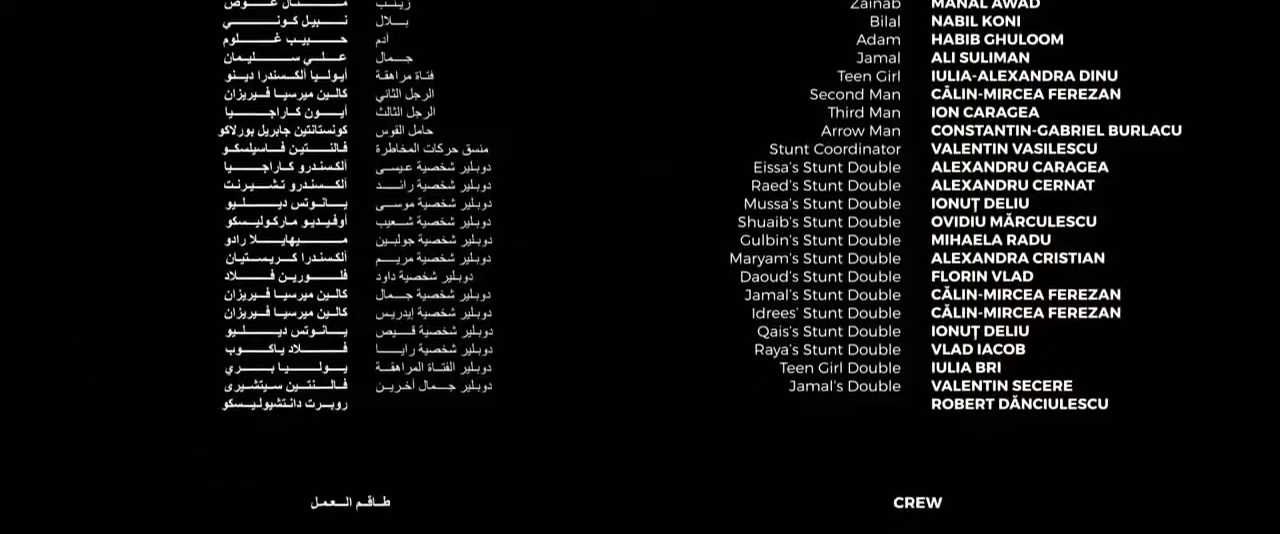 زينب منال عوض Zainab MANAL AWAD
بلال نبيل كوني Bilal NABIL KONI
آدم حبيب غلوم Adam HABIB GHULOOM
جمال علي سليمان Jamal ALI SULIMAN
فتاة مراهقة أيوليا ألكسندرا دينو Teen Girl IULIA-ALEXANDRA DINU
الرجل الثاني كالين ميرسيا فيريزان Second Man CĂLIN-MIRCEA FEREZAN
الرجل الثالث أيون كاراجيا Third Man ION CARAGEA
حامل القوس كونستانتين جابريل بورلاكو Arrow Man CONSTANTIN-GABRIEL BURLACU
منسق حركات المخاطرة فالنتين فاسيلسكو Stunt Coordinator VALENTIN VASILESCU
دوبلير شخصية عيسى ألكسندرو كاراجيا Eissa's Stunt Double ALEXANDRU CARAGEA
دوبلير شخصية رائد ألكسندرو تشيرنت Raed's Stunt Double ALEXANDRU CERNAT
دوبلير شخصية موسى يانوتس ديليو Mussa's Stunt Double IONUȚ DELIU
دوبلير شخصية شعيب أوفيديو ماركوليسكو Shuaib's Stunt Double OVIDIU MĂRCULESCU
دوبلير شخصية جولبين ميهايلا رادو Gulbin's Stunt Double MIHAELA RADU
دوبلير شخصية مريم ألكسندرا كريستيان Maryam's Stunt Double ALEXANDRA CRISTIAN
دوبلير شخصية داود فلورين فلاد Daoud's Stunt Double FLORIN VLAD
دوبلير شخصية جمال كالين ميرسيا فيريزان Jamal's Stunt Double CĂLIN-MIRCEA FEREZAN
دوبلير شخصية إيدريس كالين ميرسيا فيريزان Idrees' Stunt Double CĂLIN-MIRCEA FEREZAN
دوبلير شخصية قيص يانوتس ديليو Qais's Stunt Double IONUȚ DELIU
دوبلير شخصية رايا فلاد ياكوب Raya's Stunt Double VLAD IACOB
دوبلير الفتاة المراهقة يوليا بري Teen Girl Double IULIA BRI
دوبلير جمال أخرين فالنتين سيتشيرى Jamal's Double VALENTIN SECERE
روبرت دانتشيوليسكو ROBERT DĂNCIULESCU
طاقم العمل CREW